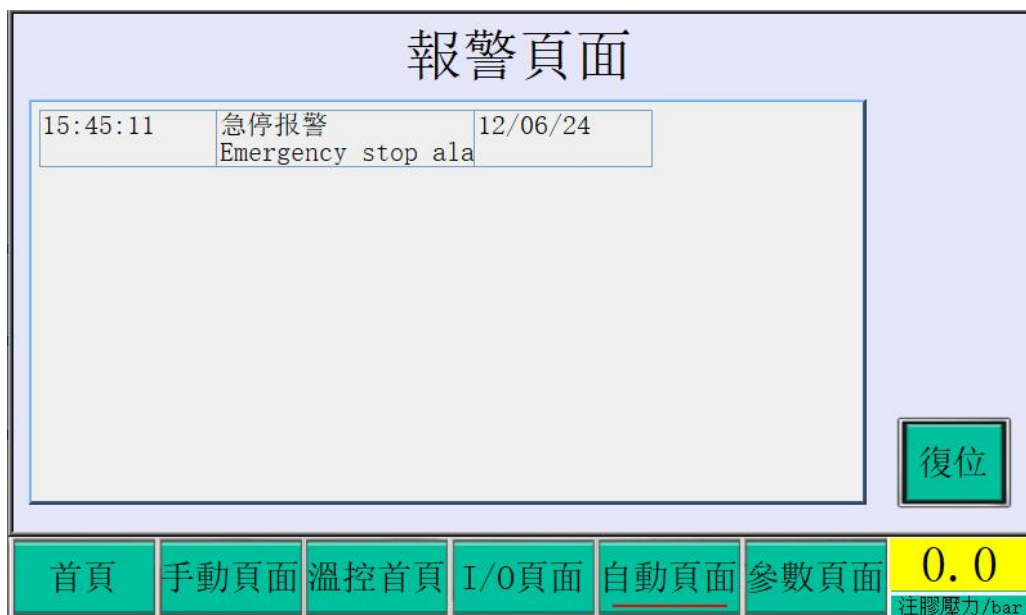 報警頁面
15:45:11 急停报警 12/06/24
Emergency stop ala
復位
首頁 手動頁面 溫控首頁 I/O頁面 自動頁面 參數頁面 0.0
注膠壓力/bar